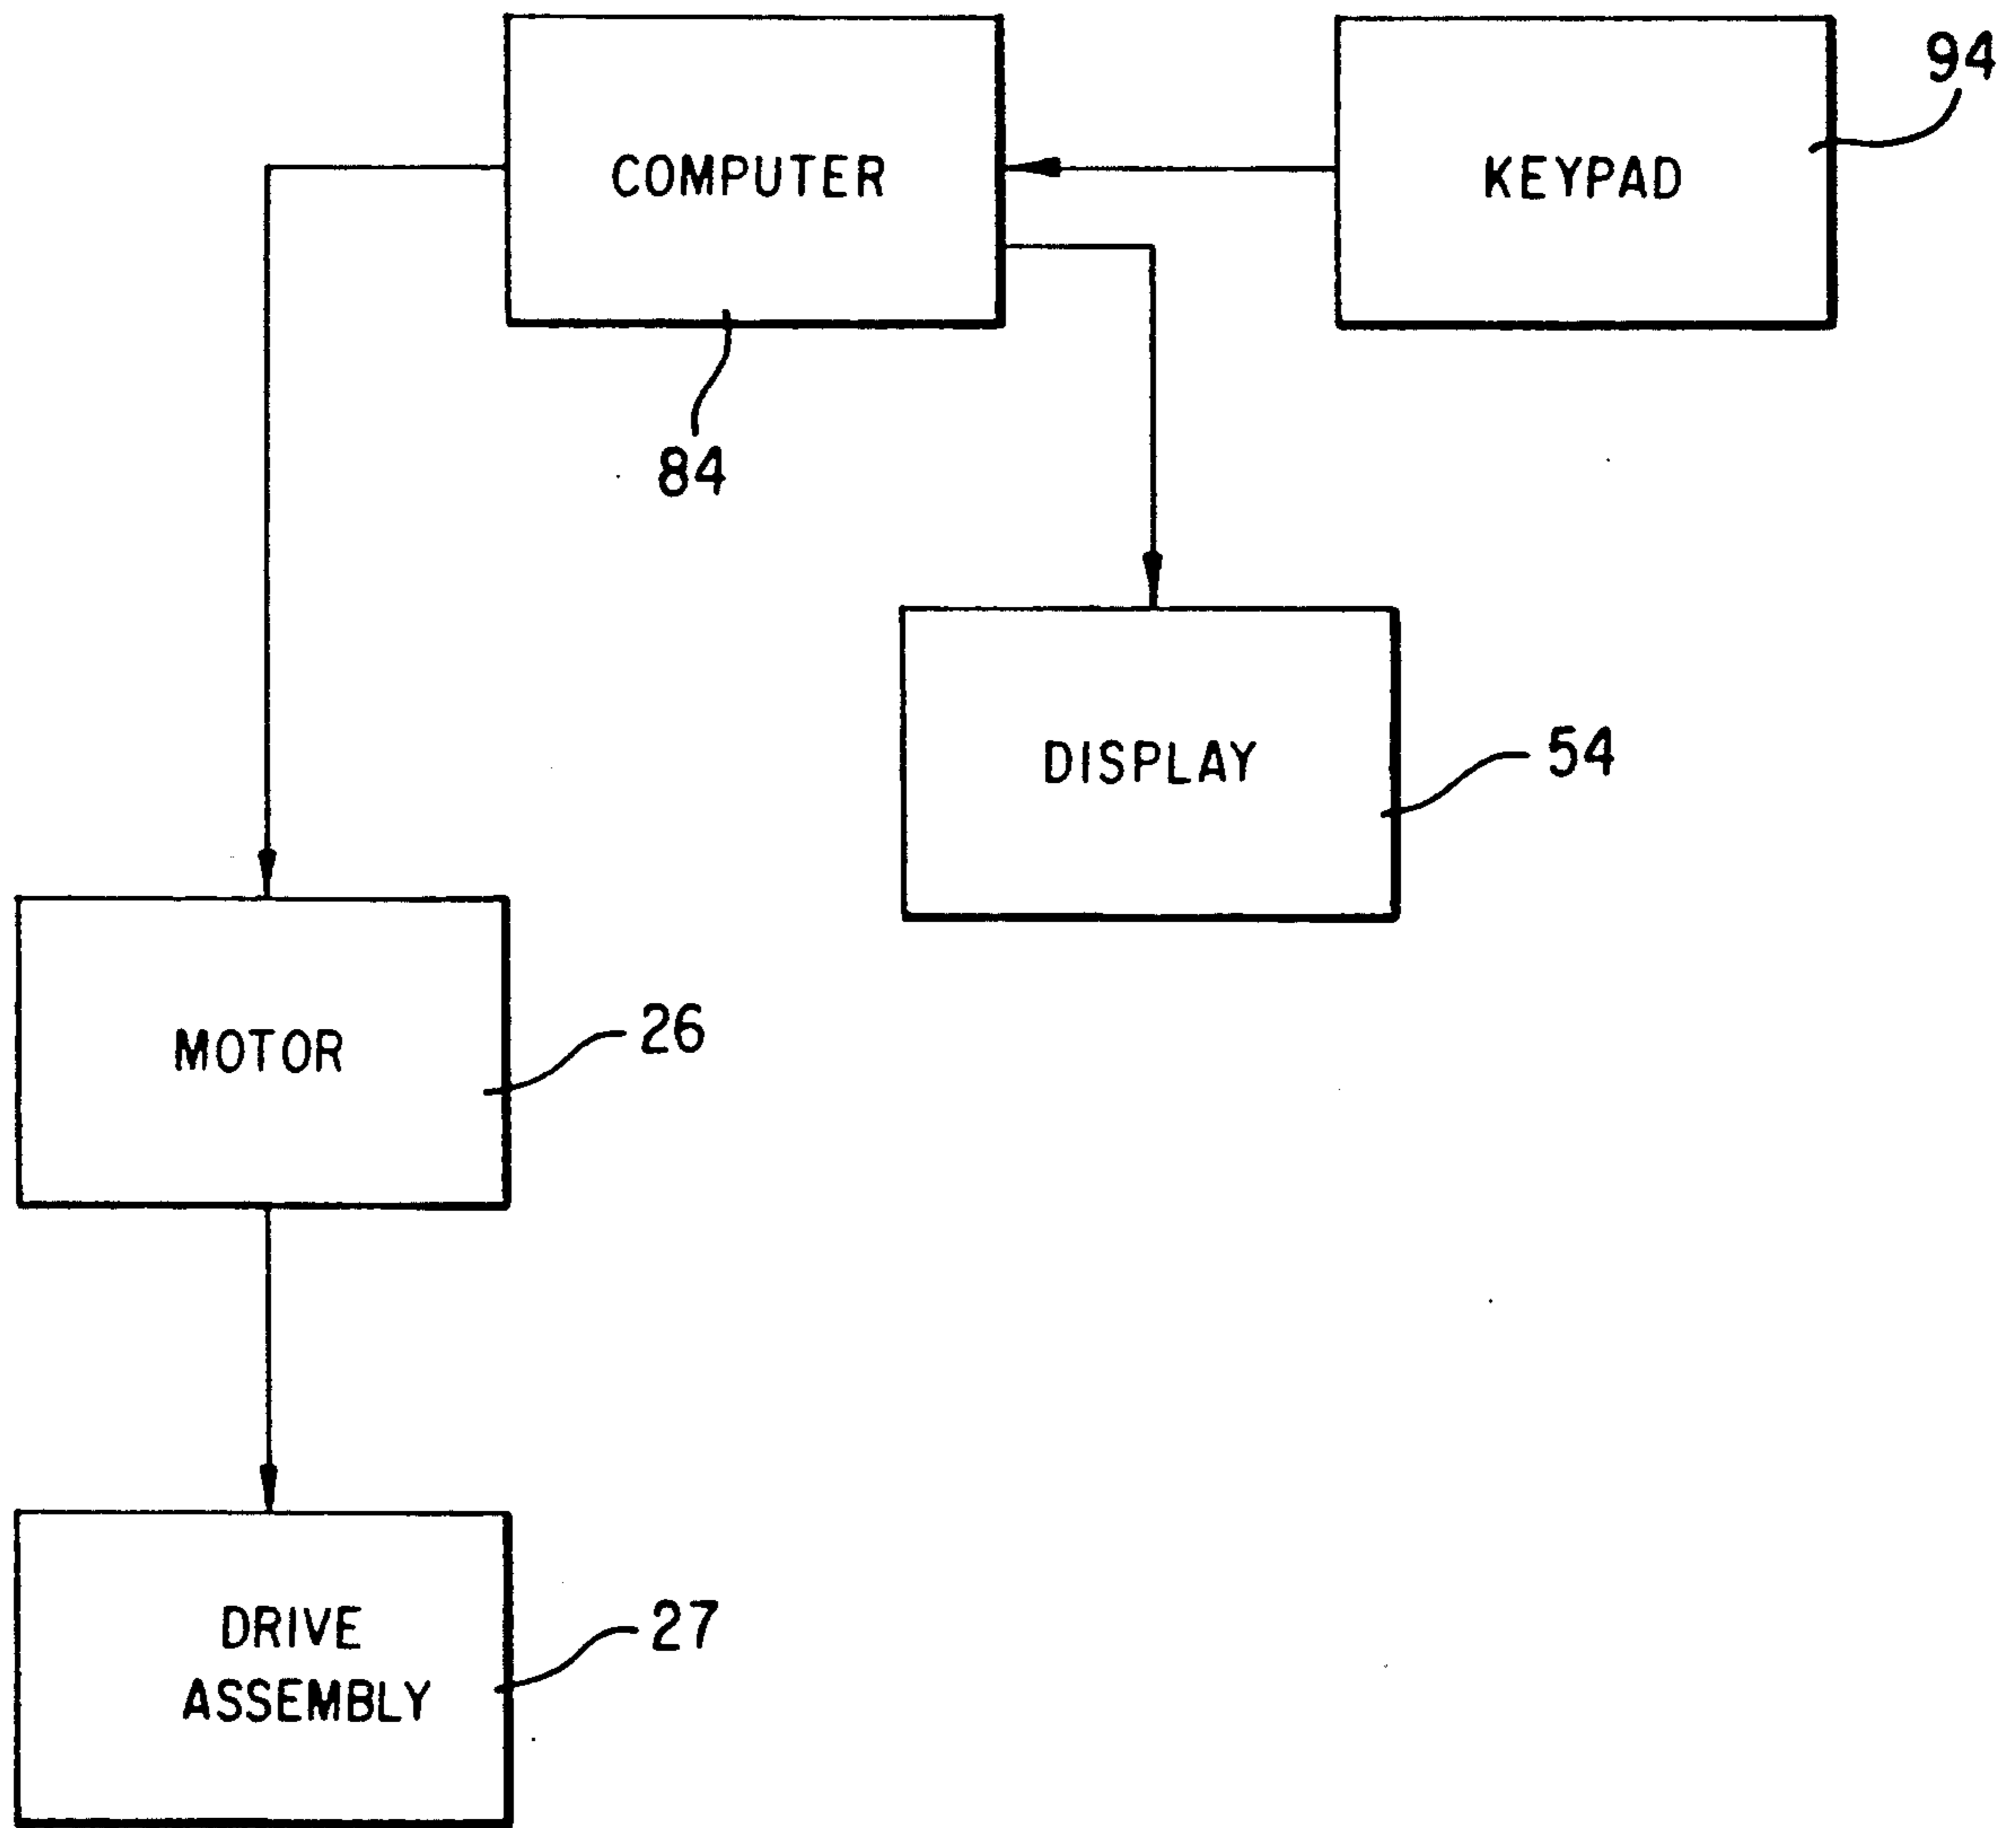 94
COMPUTER
KEYPAD
84
DISPLAY
54
MOTOR
26
DRIVE
ASSEMBLY
27